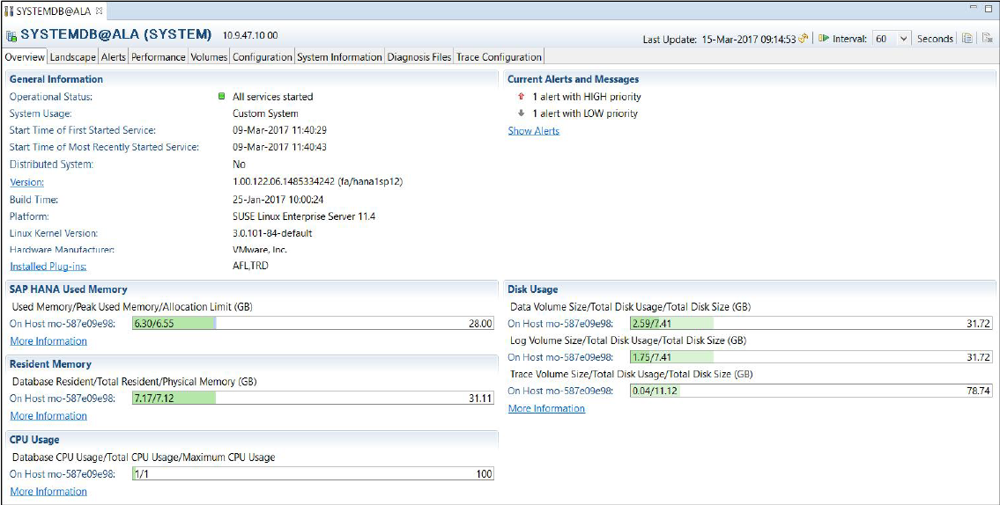 SYSTEMDB@ALA
SYSTEMDB@ALA (SYSTEM) 10.9.47.10 00
Last Update: 15-Mar-2017 09:14:53 Interval: 60 Seconds
Overview Landscape Alerts Performance Volumes Configuration System Information Diagnosis Files Trace Configuration
General Information
Operational Status: All services started
System Usage: Custom System
Start Time of First Started Service: 09-Mar-2017 11:40:29
Start Time of Most Recently Started Service: 09-Mar-2017 11:40:43
Distributed System: No
Version: 1.00.122.06.1485334242 (fa/hana1sp12)
Build Time: 25-Jan-2017 10:00:24
Platform: SUSE Linux Enterprise Server 11.4
Linux Kernel Version: 3.0.101-84-default
Hardware Manufacturer: VMware, Inc.
Installed Plug-ins: AFL,TRD
Current Alerts and Messages
1 alert with HIGH priority
1 alert with LOW priority
Show Alerts
SAP HANA Used Memory
Used Memory/Peak Used Memory/Allocation Limit (GB)
On Host mo-587e09e98: 6.30/6.55 28.00
More Information
Resident Memory
Database Resident/Total Resident/Physical Memory (GB)
On Host mo-587e09e98: 7.17/7.12 31.11
More Information
CPU Usage
Database CPU Usage/Total CPU Usage/Maximum CPU Usage
On Host mo-587e09e98: 1/1 100
More Information
Disk Usage
Data Volume Size/Total Disk Usage/Total Disk Size (GB)
On Host mo-587e09e98: 2.59/7.41 31.72
Log Volume Size/Total Disk Usage/Total Disk Size (GB)
On Host mo-587e09e98: 1.75/7.41 31.72
Trace Volume Size/Total Disk Usage/Total Disk Size (GB)
On Host mo-587e09e98: 0.04/11.12 78.74
More Information